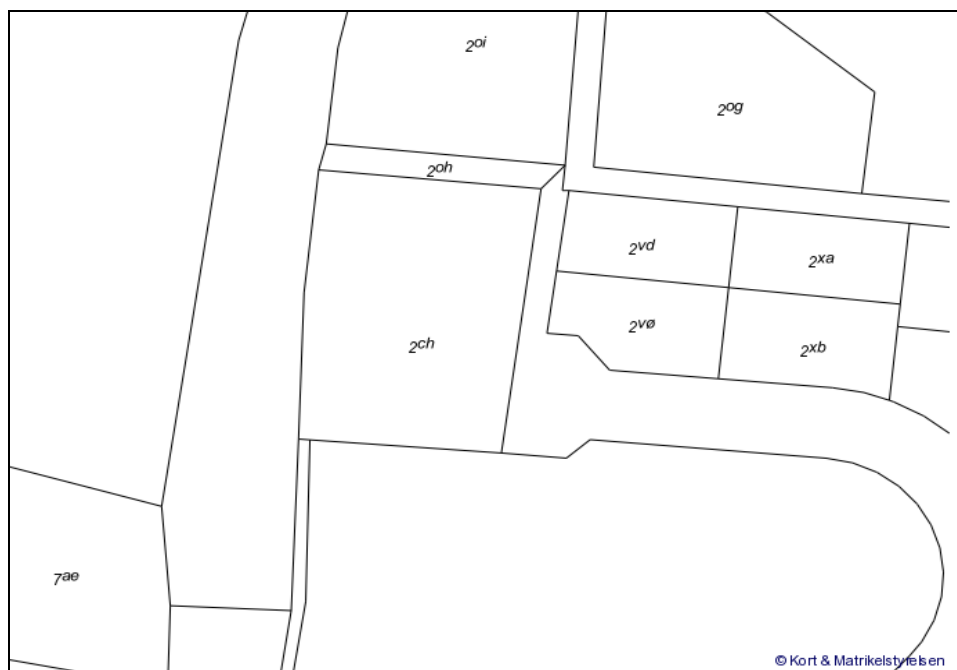 2oi
2og
2oh
2vd
2xa
2vø
2ch
2xb
7ae
© Kort & Matrikelstyrelsen